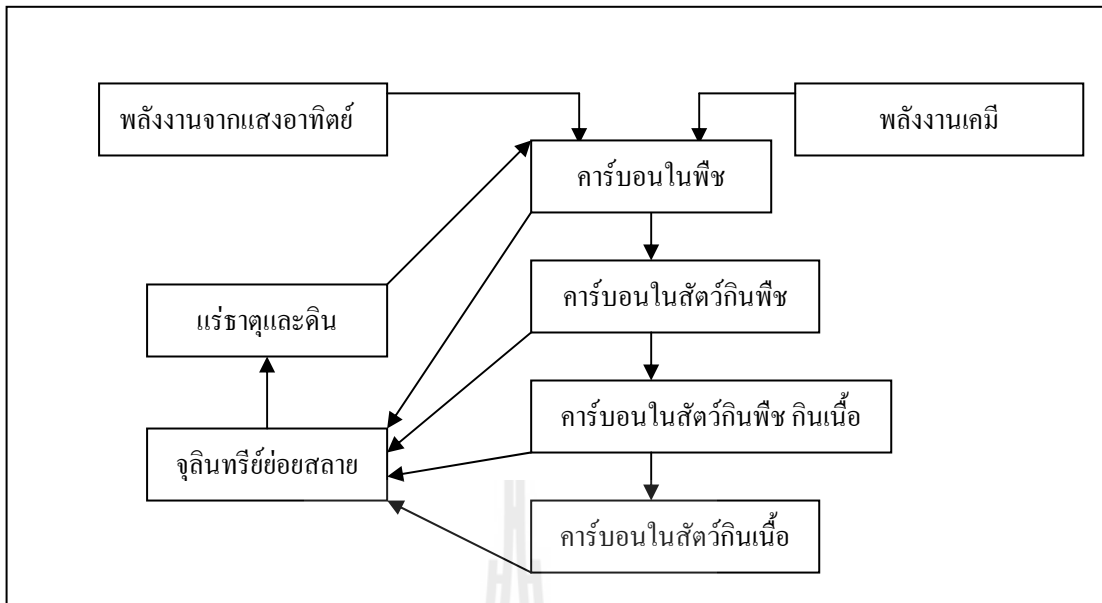 พลังงานจากแสงอาทิตย์
พลังงานเคมี
คาร์บอนในพืช
คาร์บอนในสัตว์กินพืช
แร่ธาตุและดิน
คาร์บอนในสัตว์กินพืช กินเนื้อ
จุลินทรีย์ย่อยสลาย
คาร์บอนในสัตว์กินเนื้อ